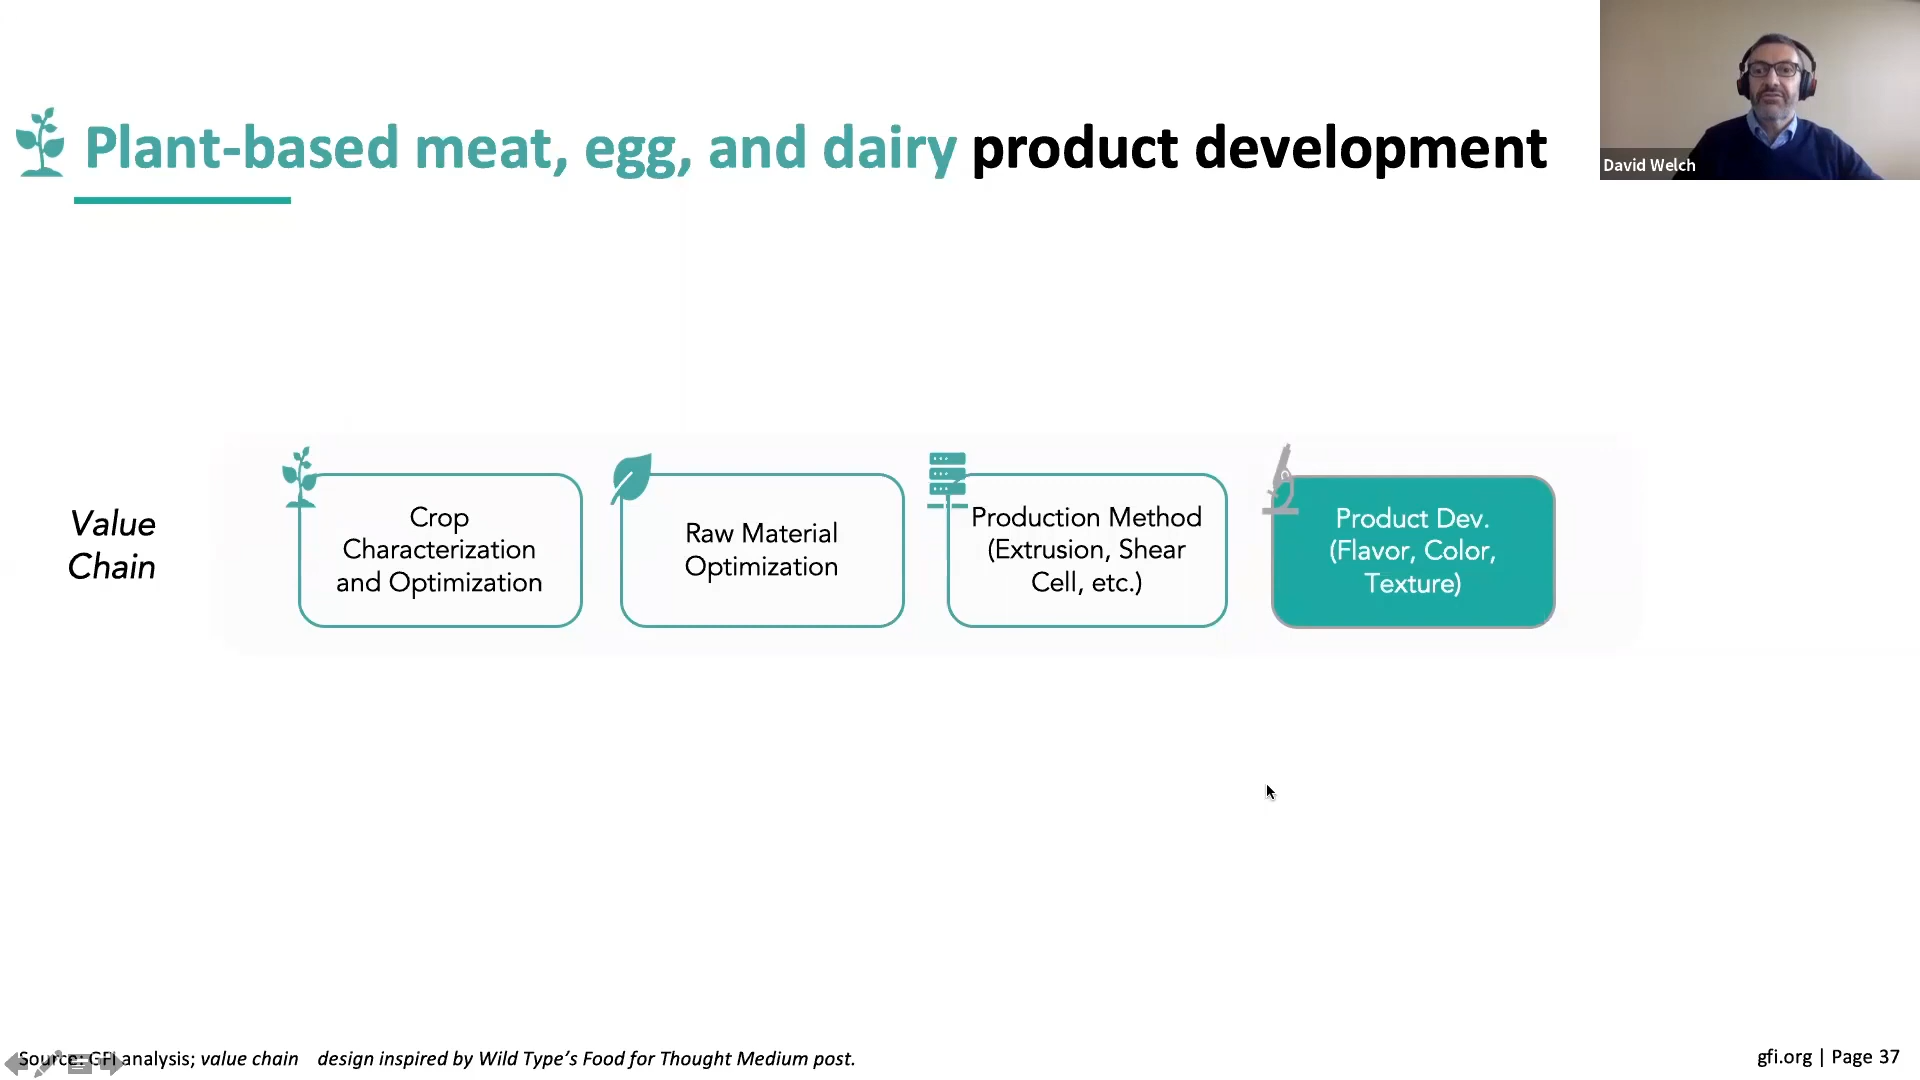 Plant-based meat, egg, and dairy product development
David Welch
Value
Chain
Crop
Characterization
and Optimization
Raw Material
Optimization
Production Method
(Extrusion, Shear
Cell, etc.)
Product Dev.
(Flavor, Color,
Texture)
Source: GFI analysis; value chain design inspired by Wild Type's Food for Thought Medium post.
gfi.org | Page 37